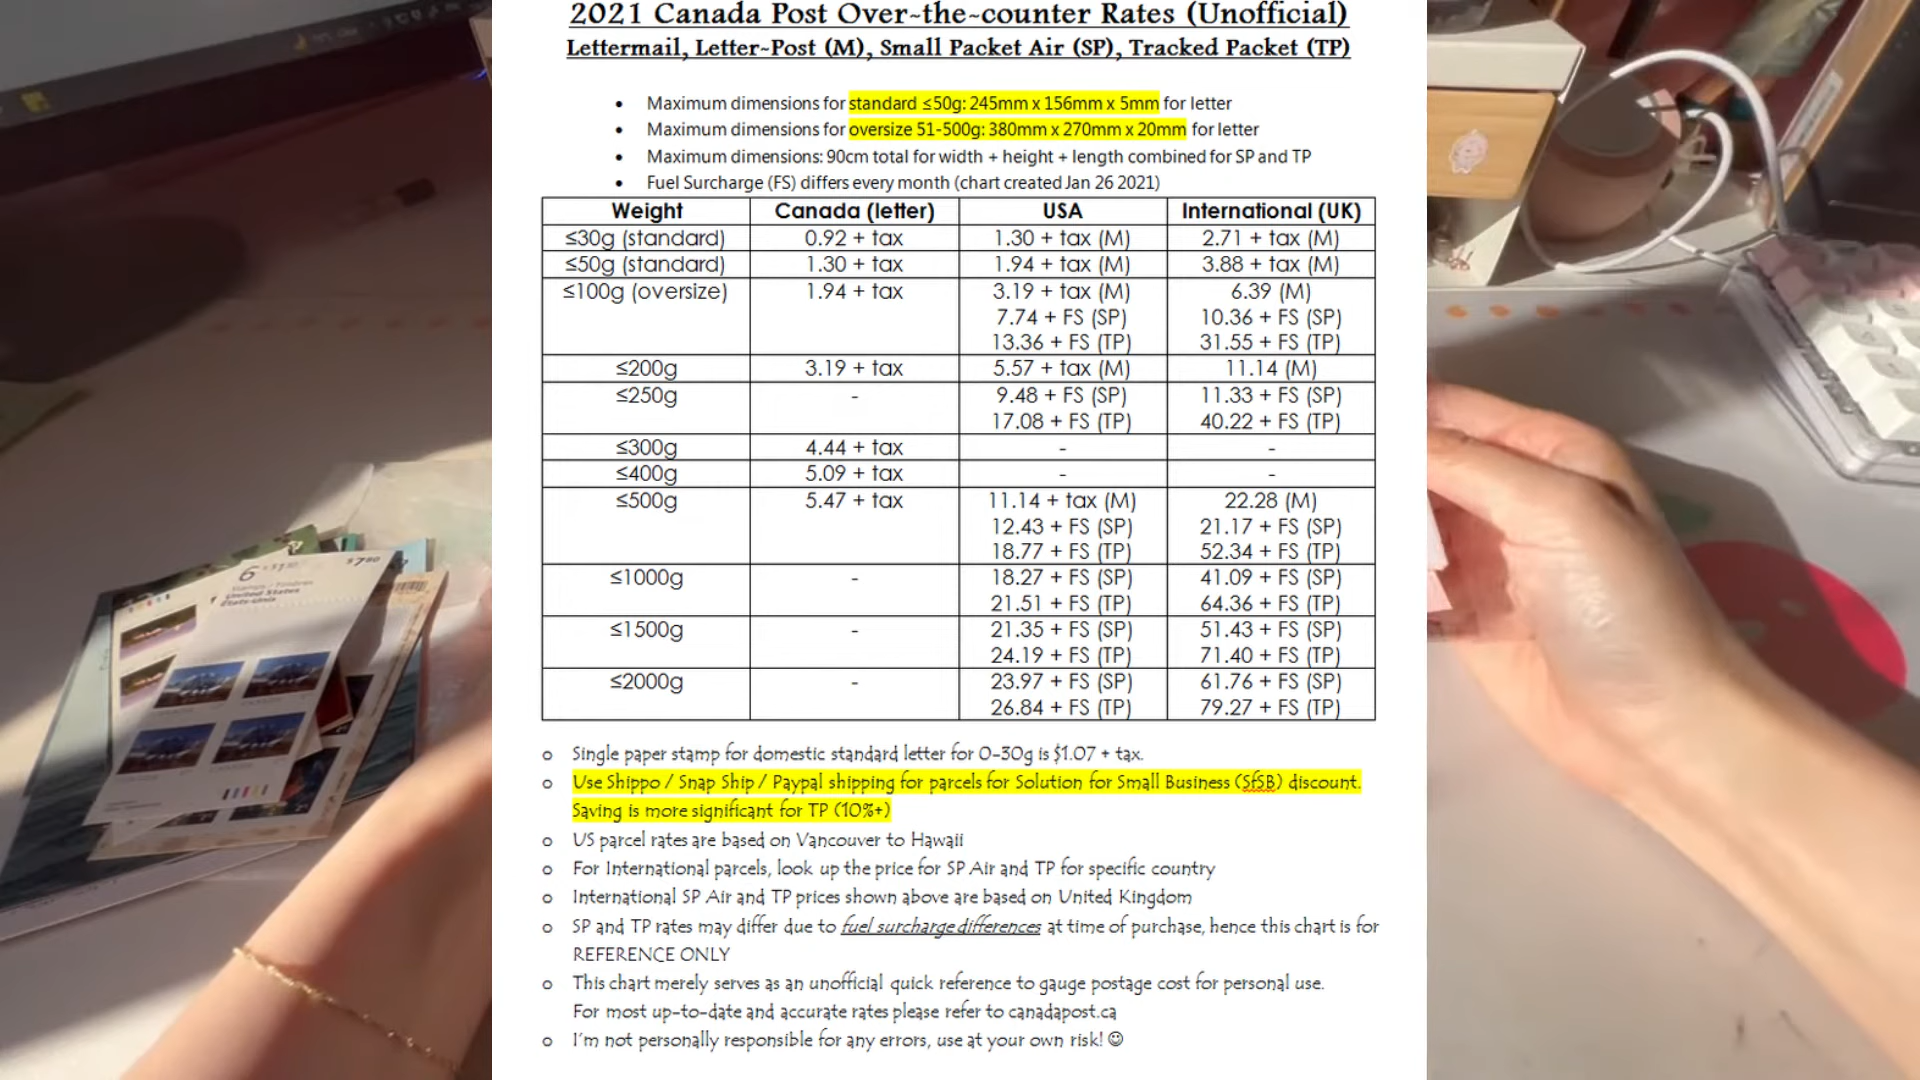 2021 Canada Post Over-the-counter Rates (Unofficial)
Lettermail, Letter-Post (M), Small Packet Air (SP), Tracked Packet (TP)
• Maximum dimensions for standard ≤50g: 245mm x 156mm x 5mm for letter
• Maximum dimensions for oversize 51-500g: 380mm x 270mm x 20mm for letter
• Maximum dimensions: 90cm total for width + height + length combined for SP and TP
• Fuel Surcharge (FS) differs every month (chart created Jan 26 2021)
Weight Canada (letter) USA International (UK)
≤30g (standard) 0.92 + tax 1.30 + tax (M) 2.71 + tax (M)
≤50g (standard) 1.30 + tax 1.94 + tax (M) 3.88 + tax (M)
≤100g (oversize) 1.94 + tax 3.19 + tax (M) 6.39 (M)
7.74 + FS (SP) 10.36 + FS (SP)
13.36 + FS (TP) 31.55 + FS (TP)
≤200g 3.19 + tax 5.57 + tax (M) 11.14 (M)
≤250g - 9.48 + FS (SP) 11.33 + FS (SP)
17.08 + FS (TP) 40.22 + FS (TP)
≤300g 4.44 + tax - -
≤400g 5.09 + tax - -
≤500g 5.47 + tax 11.14 + tax (M) 22.28 (M)
12.43 + FS (SP) 21.17 + FS (SP)
18.77 + FS (TP) 52.34 + FS (TP)
≤1000g - 18.27 + FS (SP) 41.09 + FS (SP)
21.51 + FS (TP) 64.36 + FS (TP)
≤1500g - 21.35 + FS (SP) 51.43 + FS (SP)
24.19 + FS (TP) 71.40 + FS (TP)
≤2000g - 23.97 + FS (SP) 61.76 + FS (SP)
26.84 + FS (TP) 79.27 + FS (TP)
o Single paper stamp for domestic standard letter for 0-30g is $1.07 + tax.
o Use Shippo / Snap Ship / Paypal shipping for parcels for Solution for Small Business (SfSB) discount.
Saving is more significant for TP (10%+)
o US parcel rates are based on Vancouver to Hawaii
o For International parcels, look up the price for SP Air and TP for specific country
o International SP Air and TP prices shown above are based on United Kingdom
o SP and TP rates may differ due to fuel surcharge differences at time of purchase, hence this chart is for
REFERENCE ONLY
o This chart merely serves as an unofficial quick reference to gauge postage cost for personal use.
For most up-to-date and accurate rates please refer to canadapost.ca
o I'm not personally responsible for any errors, use at your own risk! ☺
6
Stamps / Timbres
United States
États-Unis